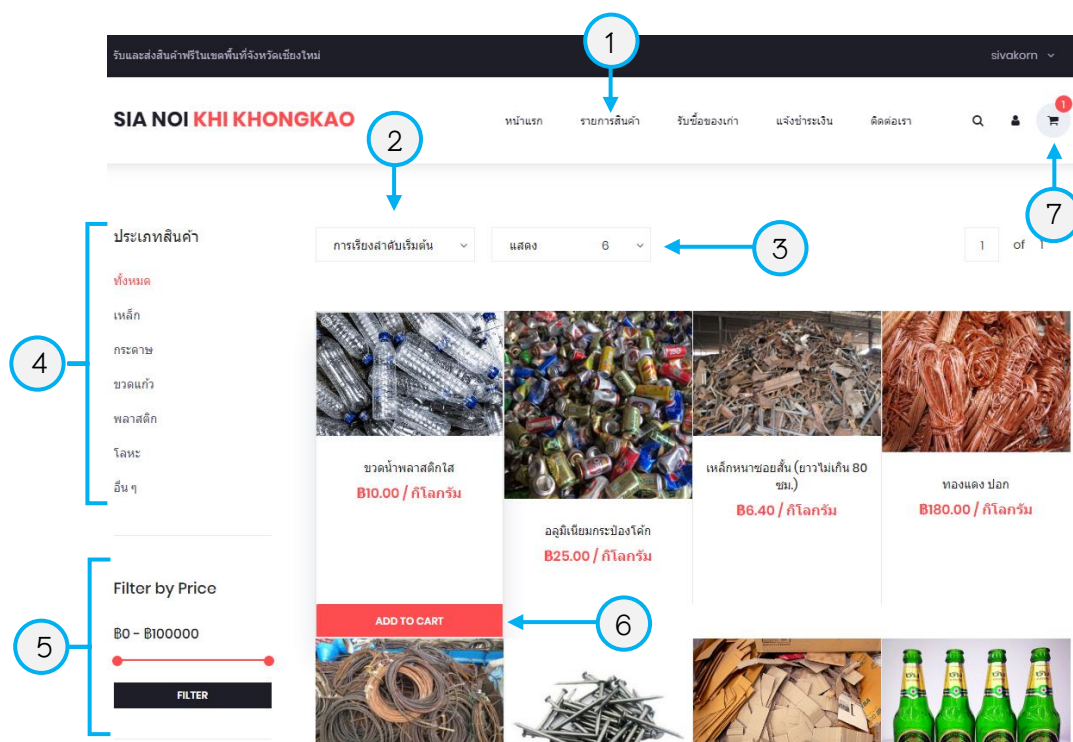 1
รับและส่งสินค้าฟรีในเขตพื้นที่จังหวัดเชียงใหม่
sivakorn
SIA NOI KHI KHONGKAO
หน้าแรก
รายการสินค้า
รับซื้อของเก่า
แจ้งชำระเงิน
ติดต่อเรา
1
2
7
ประเภทสินค้า
การเรียงลำดับเริ่มต้น
แสดง 6
3
1 of 1
ทั้งหมด
เหล็ก
กระดาษ
4
ขวดแก้ว
พลาสติก
โลหะ
อื่น ๆ
ขวดน้ำพลาสติกใส
฿10.00 / กิโลกรัม
อลูมิเนียมกระป๋องโค้ก
฿25.00 / กิโลกรัม
เหล็กหนาซอยสั้น (ยาวไม่เกิน 80
ซม.)
฿6.40 / กิโลกรัม
ทองแดง ปอก
฿180.00 / กิโลกรัม
Filter by Price
฿0 - ฿100000
5
FILTER
ADD TO CART
6